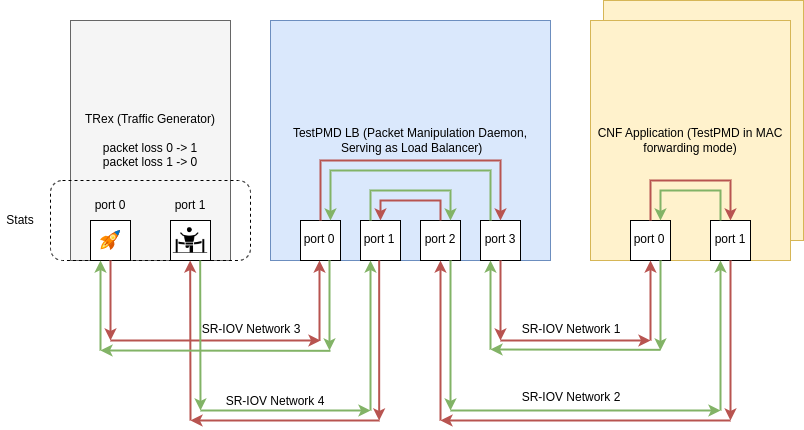 TRex (Traffic Generator)
packet loss 0 -> 1
packet loss 1 -> 0
TestPMD LB (Packet Manipulation Daemon,
Serving as Load Balancer)
CNF Application (TestPMD in MAC
forwarding mode)
Stats
port 0
port 1
port 0
port 1
port 2
port 3
port 0
port 1
SR-IOV Network 3
SR-IOV Network 1
SR-IOV Network 4
SR-IOV Network 2